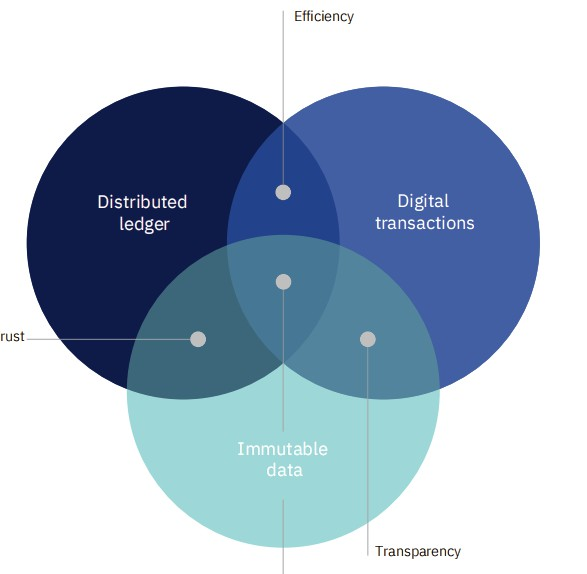 Efficiency
Distributed
ledger
Digital
transactions
rust
Immutable
data
Transparency